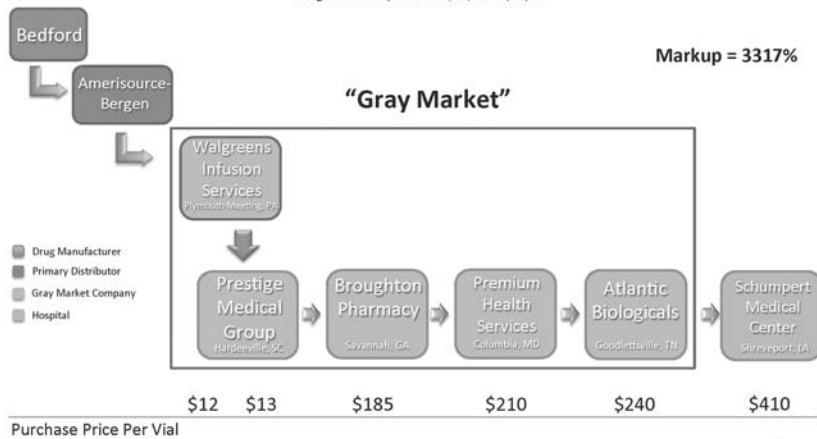 Bedford
Markup = 3317%
Amerisource-
Bergen
“Gray Market”
Walgreens
Infusion
Services
Plymouth Meeting, PA
Drug Manufacturer
Primary Distributor
Gray Market Company
Hospital
Prestige
Medical
Group
Hardeeville, SC
Broughton
Pharmacy
Savannah, GA
Premium
Health
Services
Columbia, MD
Atlantic
Biologicals
Goodlettsville, TN
Schumpert
Medical
Center
Shreveport, LA
$12 $13 $185 $210 $240 $410
Purchase Price Per Vial